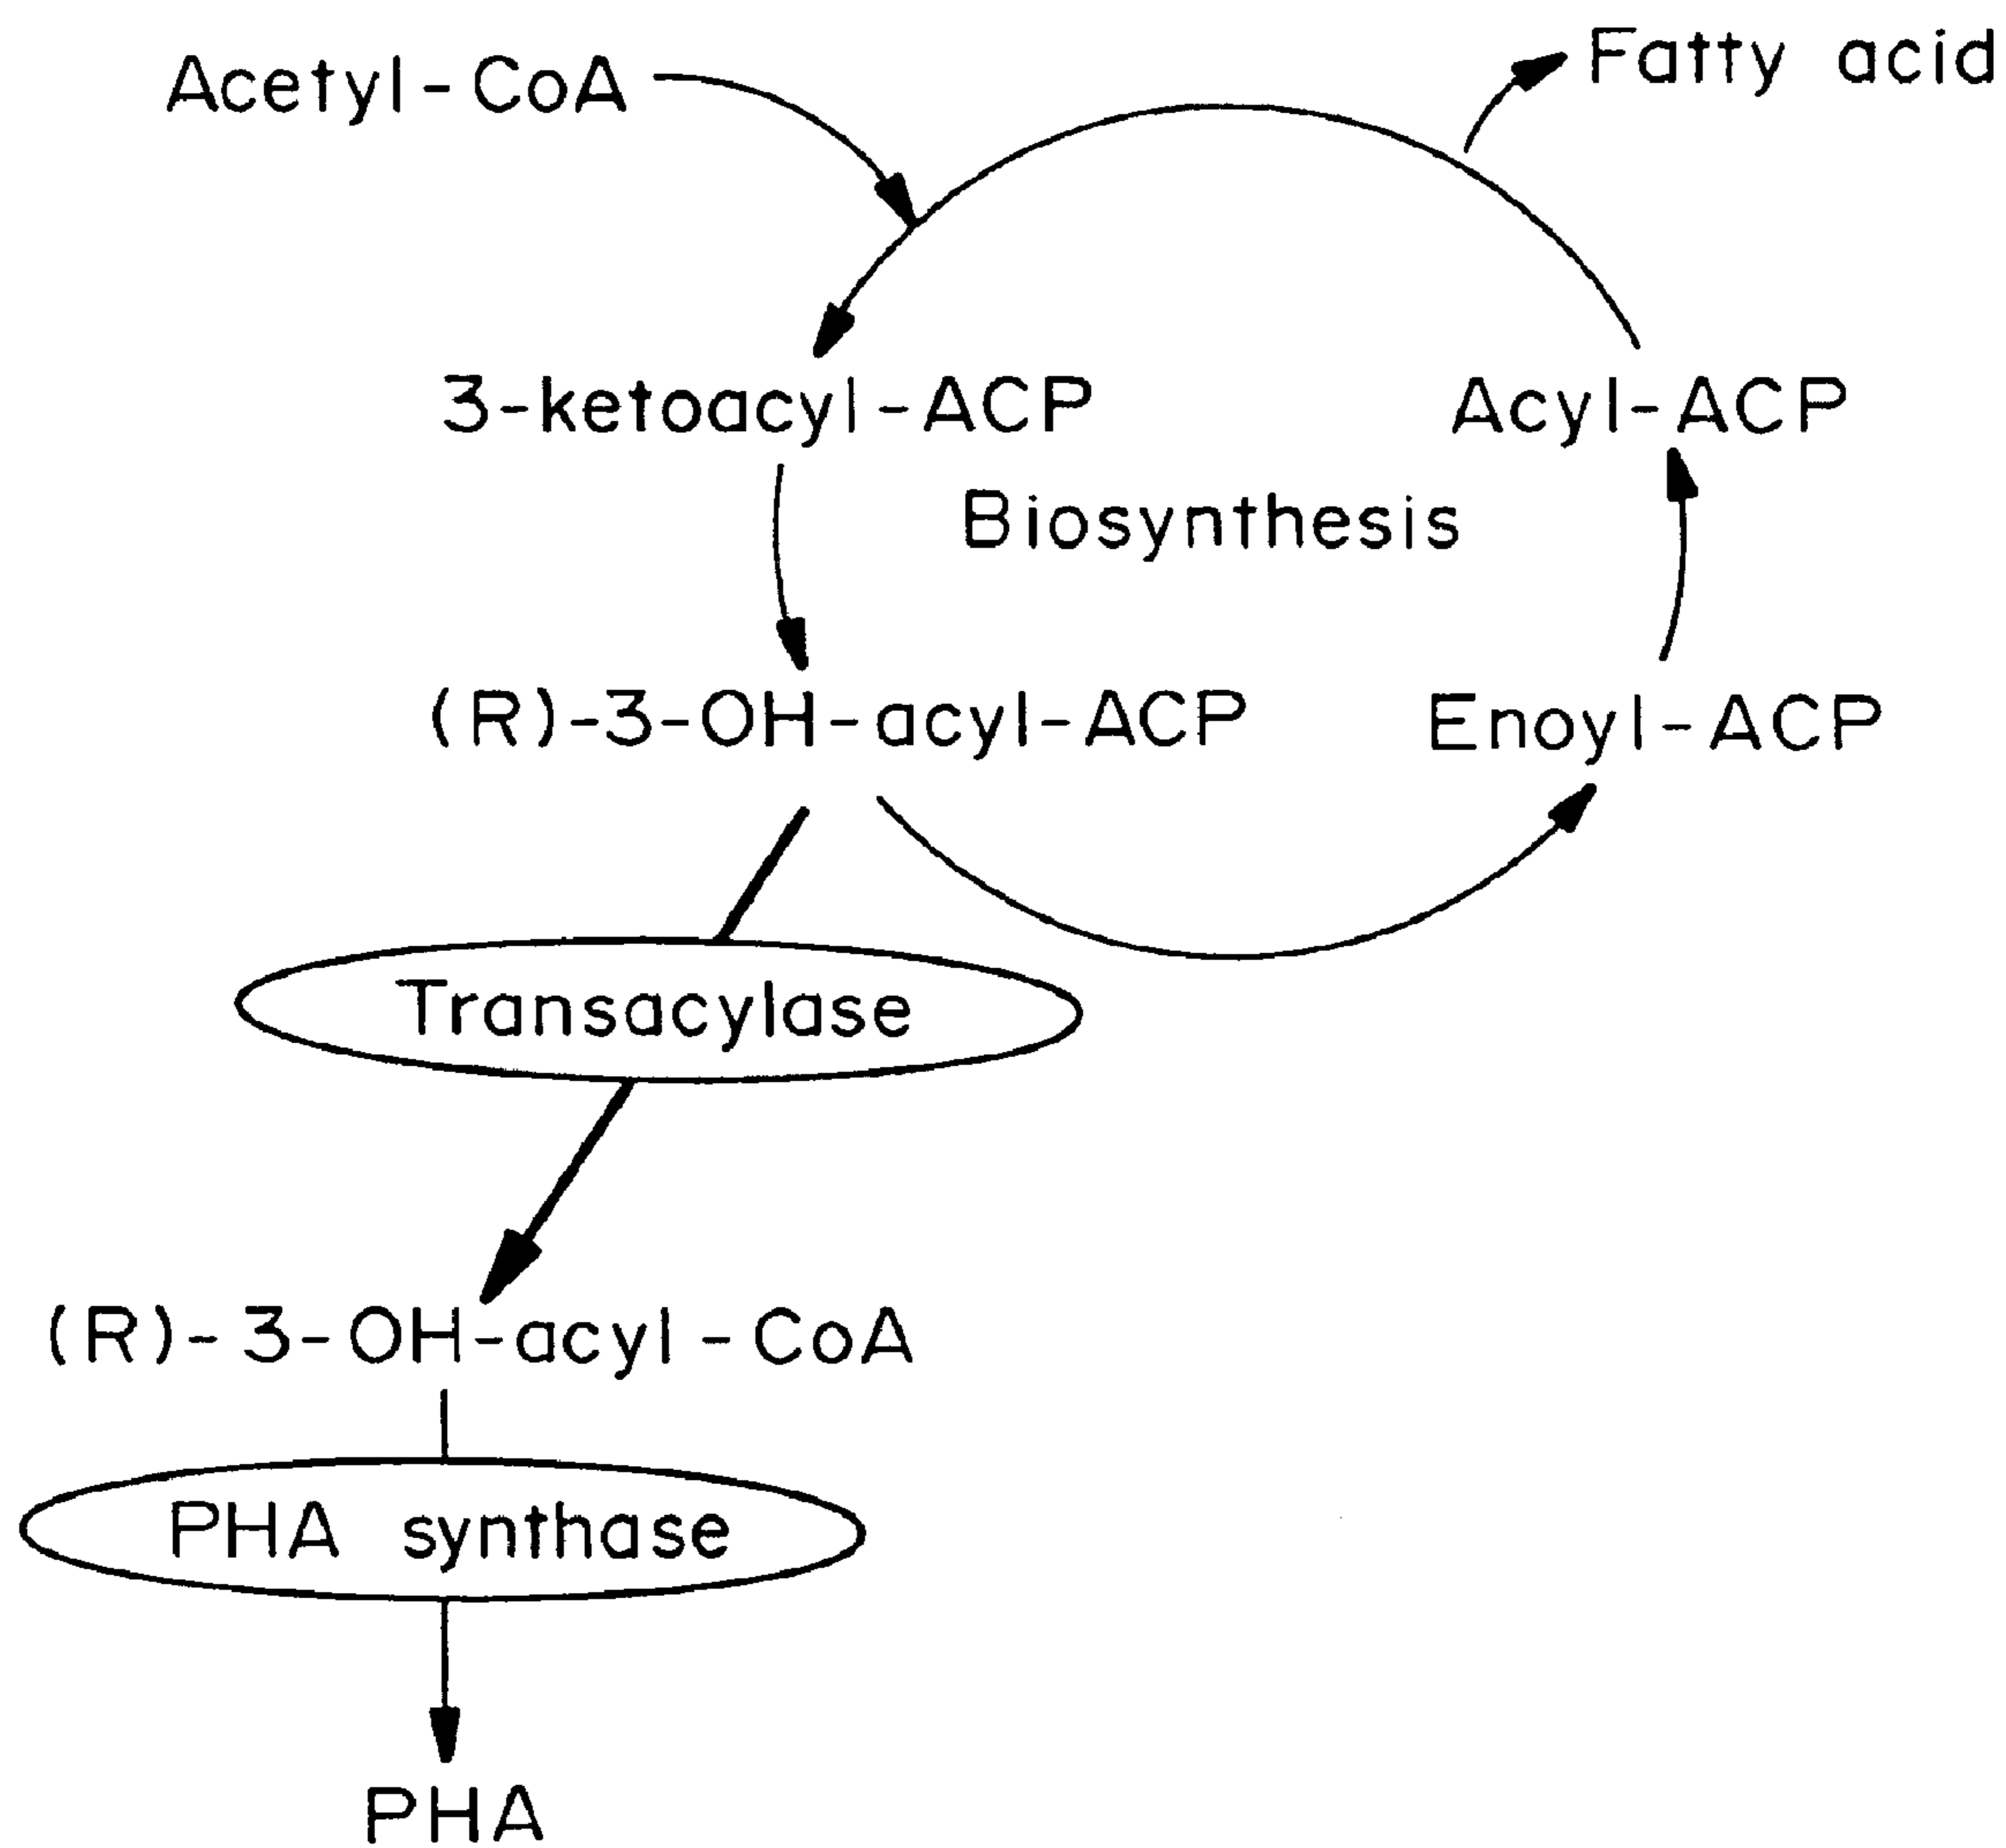 Acetyl-CoA
Fatty acid
3-ketoacyl-ACP
Acyl-ACP
Biosynthesis
(R)-3-OH-acyl-ACP
Enoyl-ACP
Transacylase
(R)-3-OH-acyl-CoA
PHA synthase
PHA